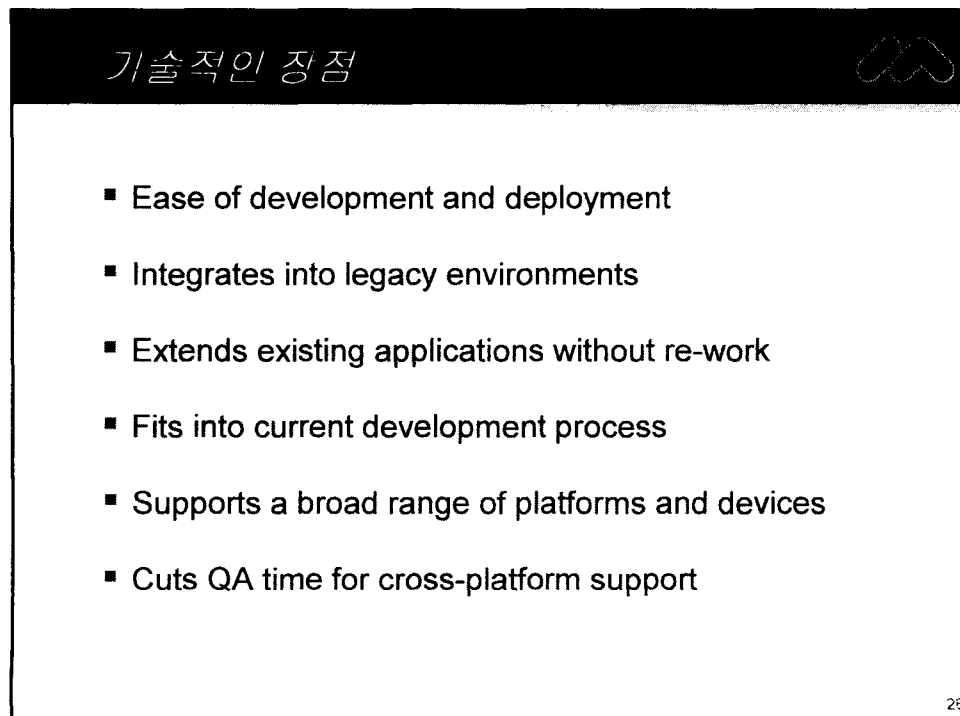 기술적인 장점
▪ Ease of development and deployment
▪ Integrates into legacy environments
▪ Extends existing applications without re-work
▪ Fits into current development process
▪ Supports a broad range of platforms and devices
▪ Cuts QA time for cross-platform support